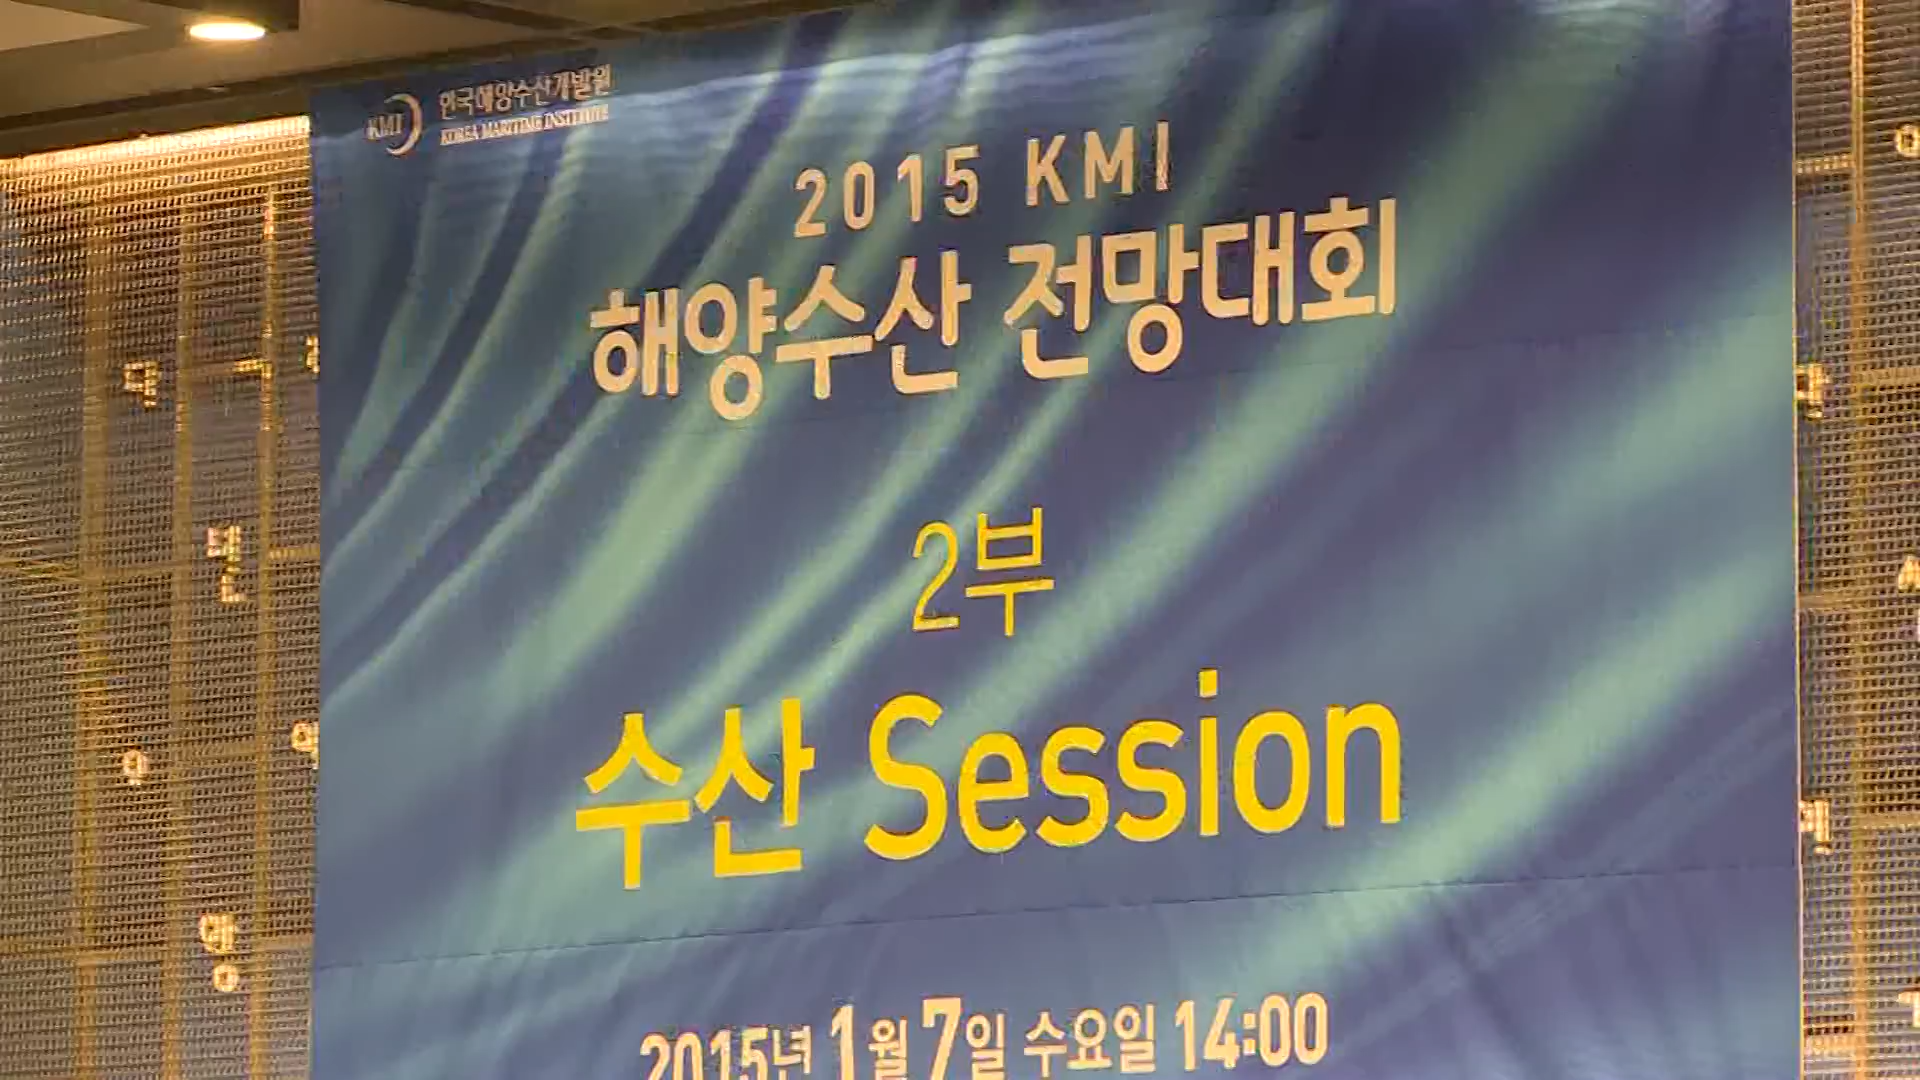 KMI 한국해양수산개발원
KOREA MARITIME INSTITUTE
2015 KMI
해양수산 전망대회
2부
수산 Session
2015년 1월 7일 수요일 14:00